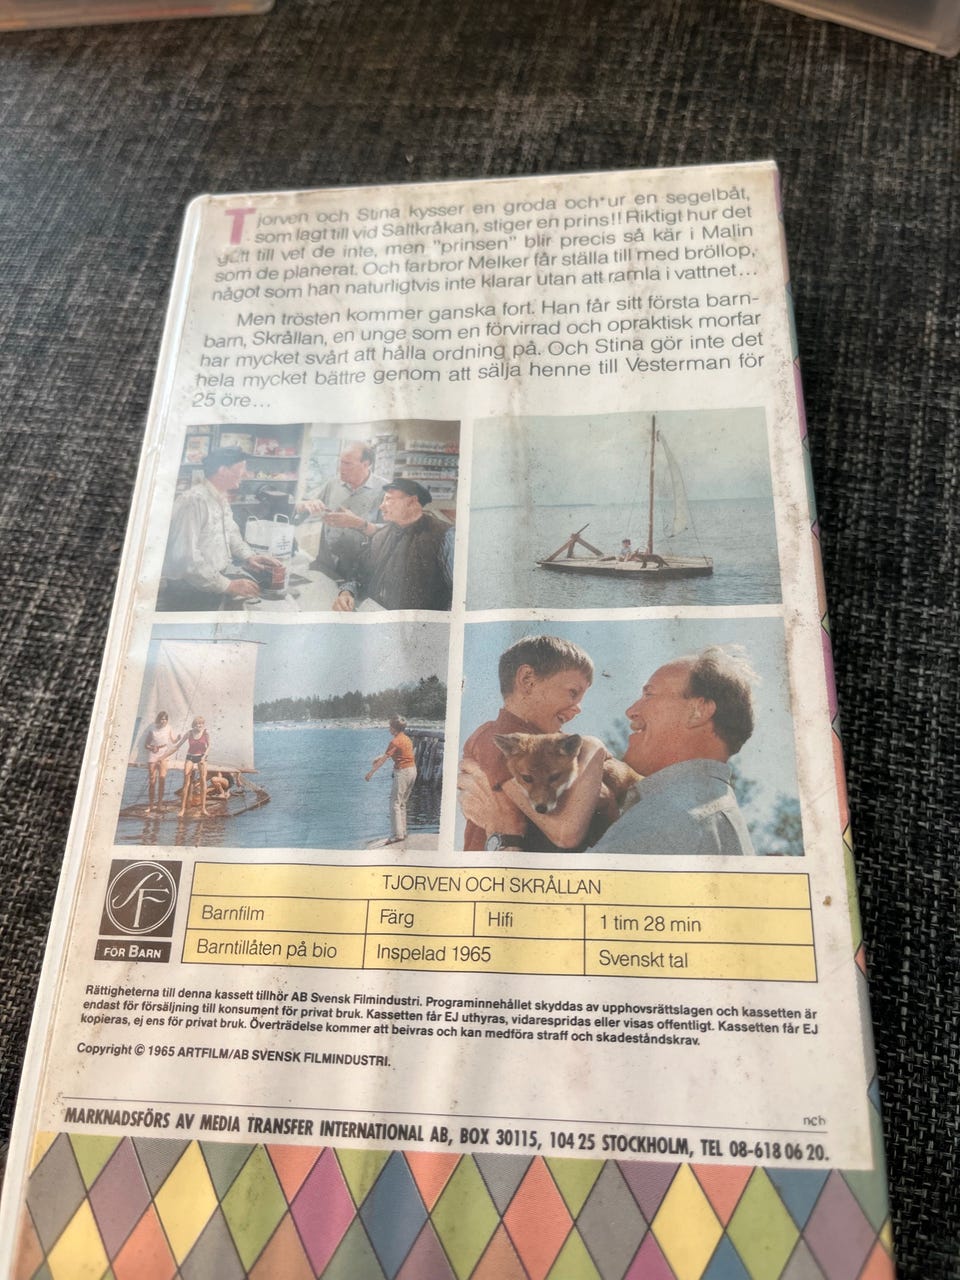 Tjorven och Stina kysser en groda och ur en segelbåt,
som lagt till vid Saltkråkan, stiger en prins!! Riktigt hur det
gått till vet de inte, men "prinsen" blir precis så kär i Malin
som de planerat. Och farbror Melker får ställa till med bröllop,
något som han naturligtvis inte klarar utan att ramla i vattnet...
Men trösten kommer ganska fort. Han får sitt första barn-
barn, Skrållan, en unge som en förvirrad och opraktisk morfar
har mycket svårt att hålla ordning på. Och Stina gör inte det
hela mycket bättre genom att sälja henne till Vesterman för
25 öre...
SF
FÖR BARN
TJORVEN OCH SKRÅLLAN
Barnfilm Färg Hifi 1 tim 28 min
Barntillåten på bio Inspelad 1965 Svenskt tal
Rättigheterna till denna kassett tillhör AB Svensk Filmindustri. Programinnehållet skyddas av upphovsrättslagen och kassetten är
endast för försäljning till konsument för privat bruk. Kassetten får EJ uthyras, vidarespridas eller visas offentligt. Kassetten får EJ
kopieras, ej ens för privat bruk. Överträdelse kommer att beivras och kan medföra straff och skadeståndskrav.
Copyright © 1965 ARTFILM/AB SVENSK FILMINDUSTRI.
nch
MARKNADSFÖRS AV MEDIA TRANSFER INTERNATIONAL AB, BOX 30115, 104 25 STOCKHOLM, TEL 08-618 06 20.